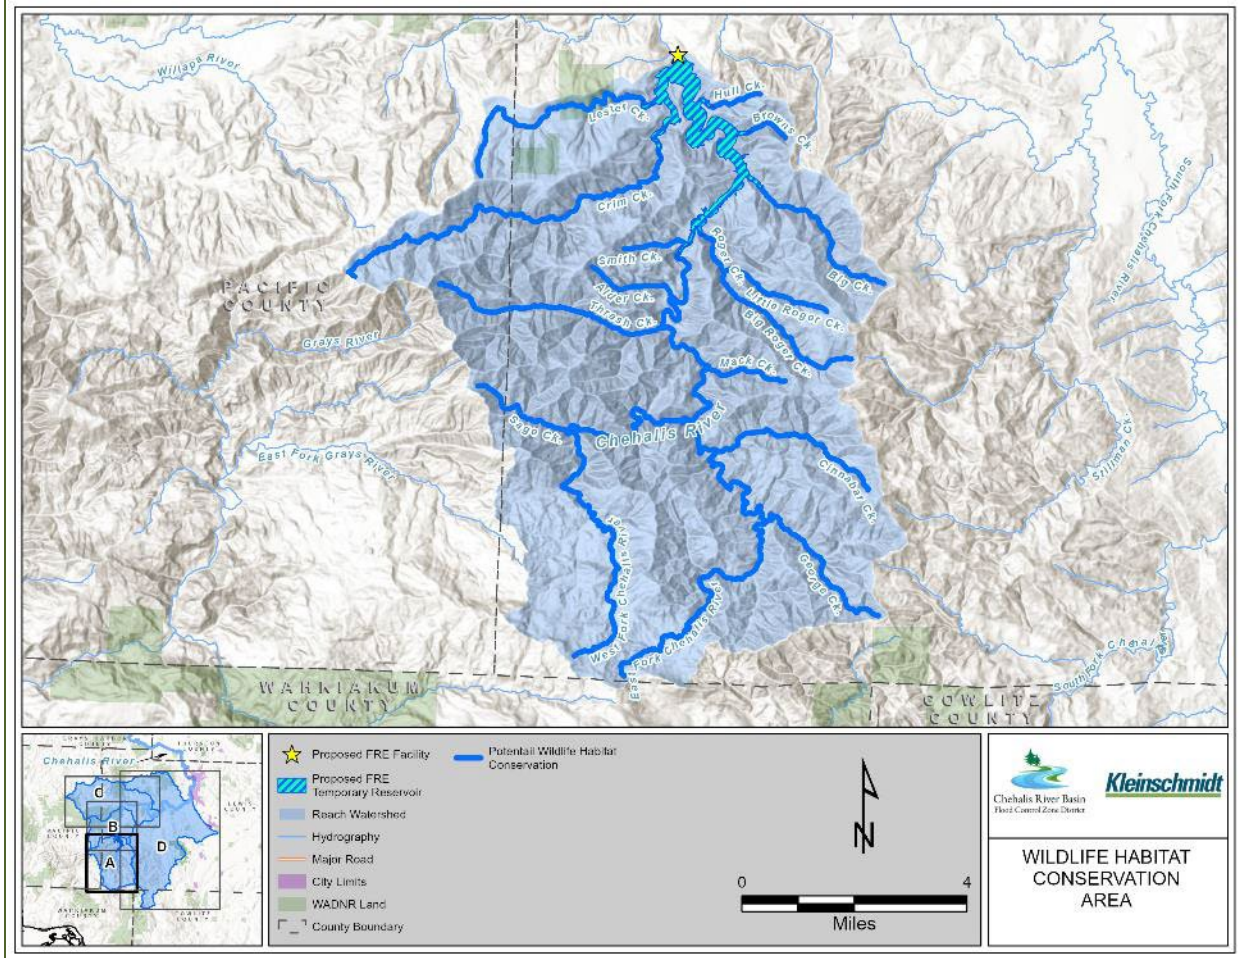 Willapa River
Hull Ck.
Lester Ck.
Browns Ck.
South Fork Chehalis River
Crim Ck.
Smith Ck.
Roger Ck.
Big Ck.
PACIFIC
COUNTY
Alder Ck.
Little Roger Ck.
Thrash Ck.
Big Roger Ck.
Grays River
Mack Ck.
Sage Ck.
Chehalis River
East Fork Grays River
Cinnabar Ck.
Stillman Ck.
West Fork Chehalis River
George Ck.
East Fork Chehalis River
South Fork Chehalis
WAHKIAKUM
COUNTY
COWLITZ
COUNTY
Chehalis River
C
B
A
D
Proposed FRE Facility
Proposed FRE
Temporary Reservoir
Reach Watershed
Hydrography
Major Road
City Limits
WADNR Land
County Boundary
Potentail Wildlife Habitat
Conservation
N
0 4
Miles
Chehalis River Basin
Flood Control Zone District
Kleinschmidt
WILDLIFE HABITAT
CONSERVATION
AREA